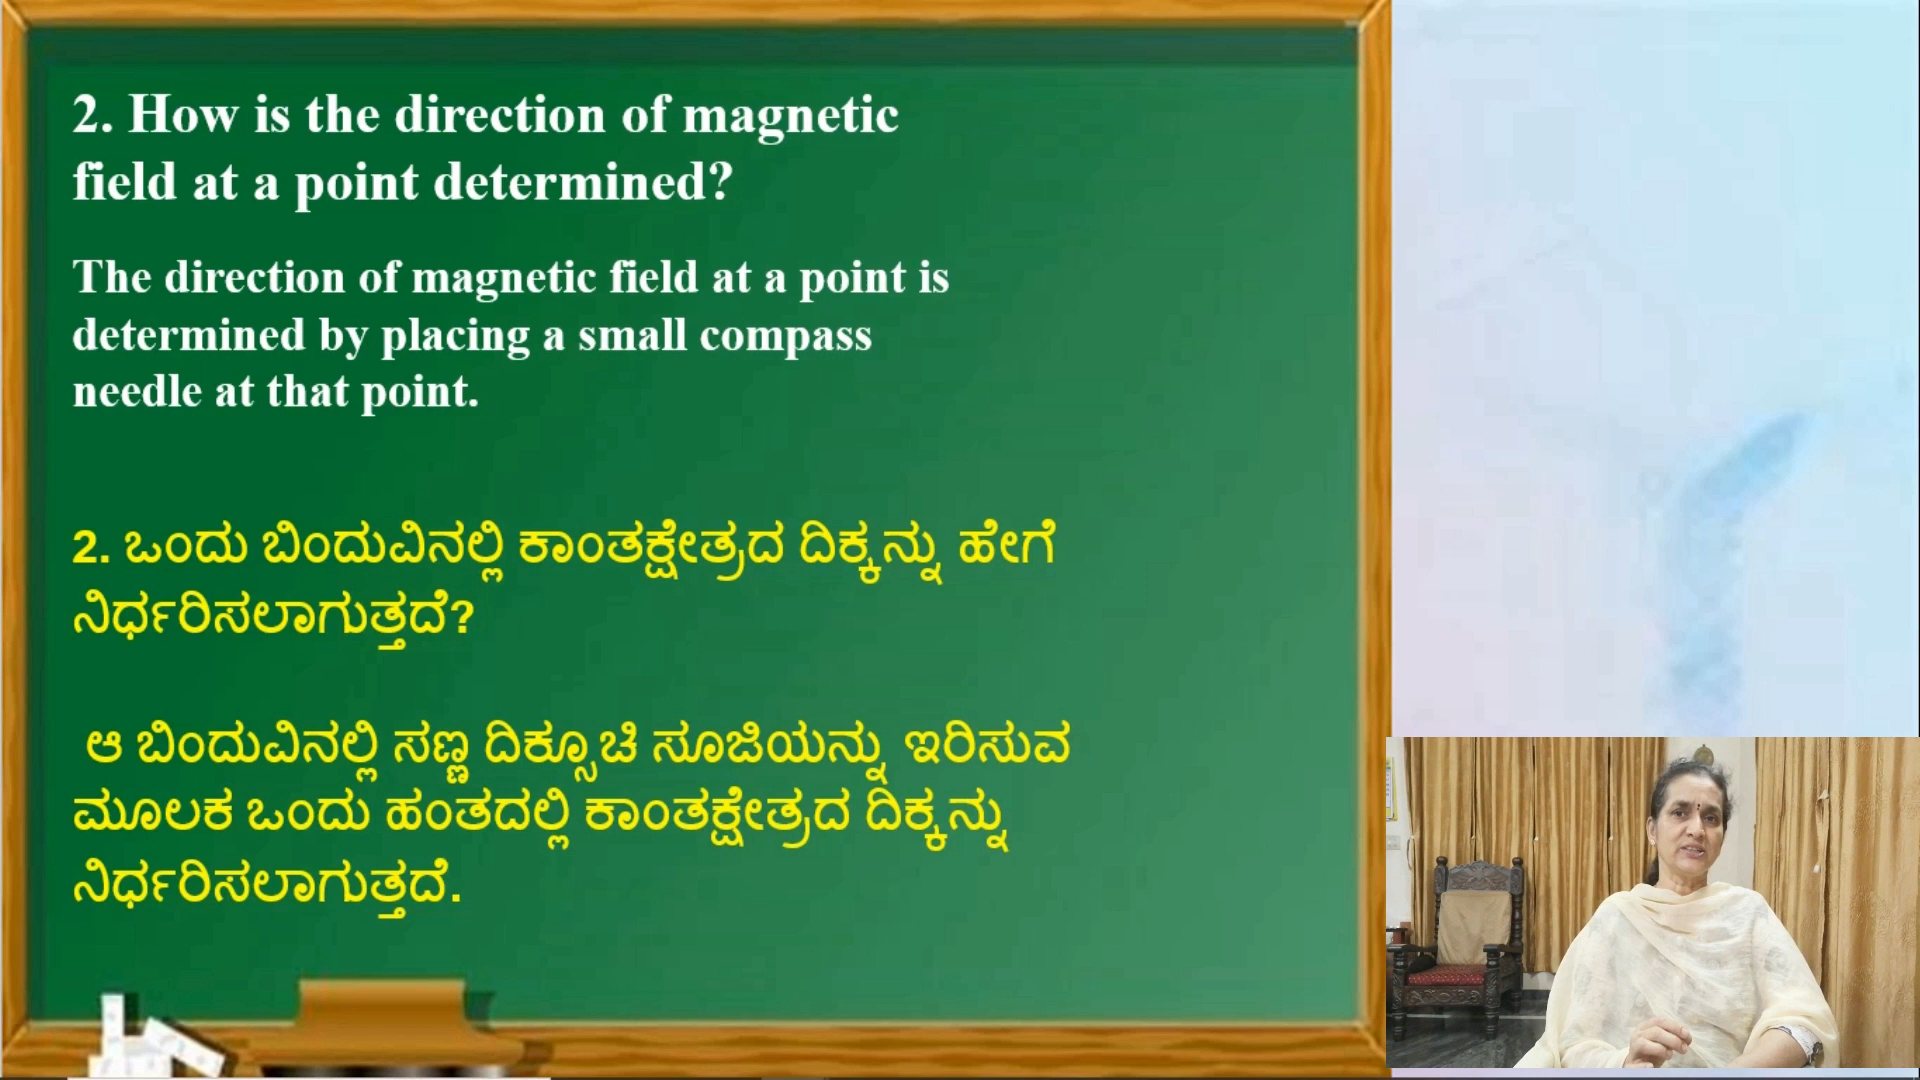 2. How is the direction of magnetic
field at a point determined?
The direction of magnetic field at a point is
determined by placing a small compass
needle at that point.
2. ಒಂದು ಬಿಂದುವಿನಲ್ಲಿ ಕಾಂತಕ್ಷೇತ್ರದ ದಿಕ್ಕನ್ನು ಹೇಗೆ
ನಿರ್ಧರಿಸಲಾಗುತ್ತದೆ?
ಆ ಬಿಂದುವಿನಲ್ಲಿ ಸಣ್ಣ ದಿಕ್ಸೂಚಿ ಸೂಜಿಯನ್ನು ಇರಿಸುವ
ಮೂಲಕ ಒಂದು ಹಂತದಲ್ಲಿ ಕಾಂತಕ್ಷೇತ್ರದ ದಿಕ್ಕನ್ನು
ನಿರ್ಧರಿಸಲಾಗುತ್ತದೆ.